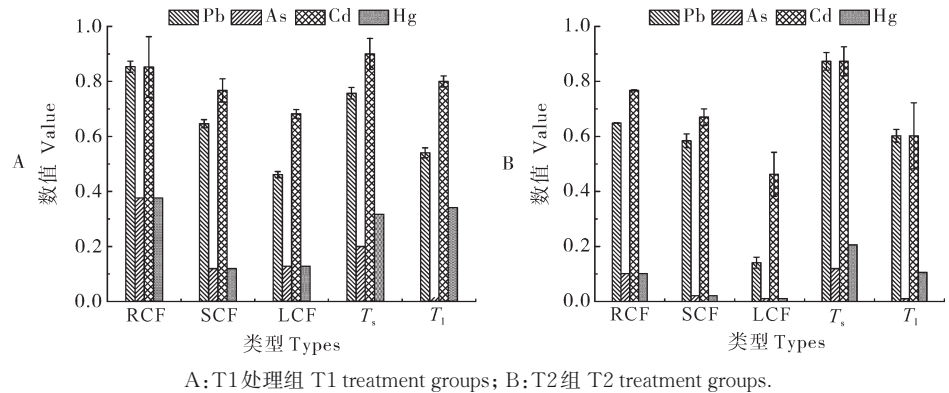 Pb As Cd Hg
1.0
0.8
0.6
0.4
0.2
0.0
A
数值 Value
RCF SCF LCF Ts Tl
类型 Types
Pb As Cd Hg
1.0
0.8
0.6
0.4
0.2
0.0
B
数值 Value
RCF SCF LCF Ts Tl
类型 Types
A:T1处理组 T1 treatment groups; B:T2组 T2 treatment groups.